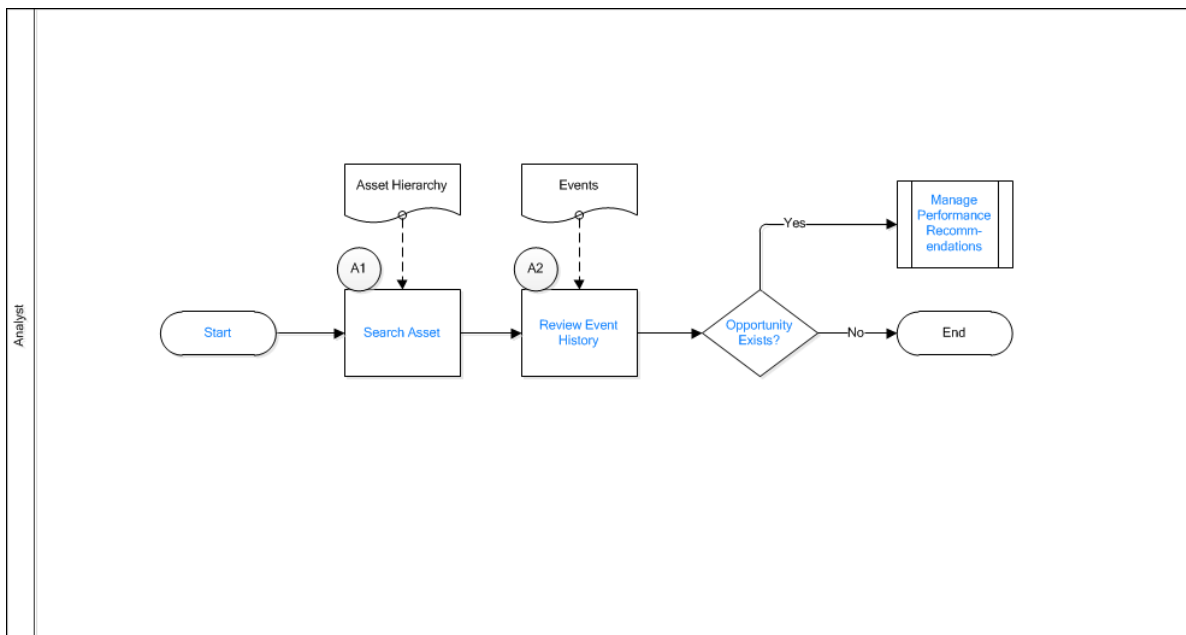 Analyst
Asset Hierarchy
Events
Manage
Performance
Recomm-
endations
Yes
A1
A2
Start
Search Asset
Review Event
History
Opportunity
Exists?
No
End